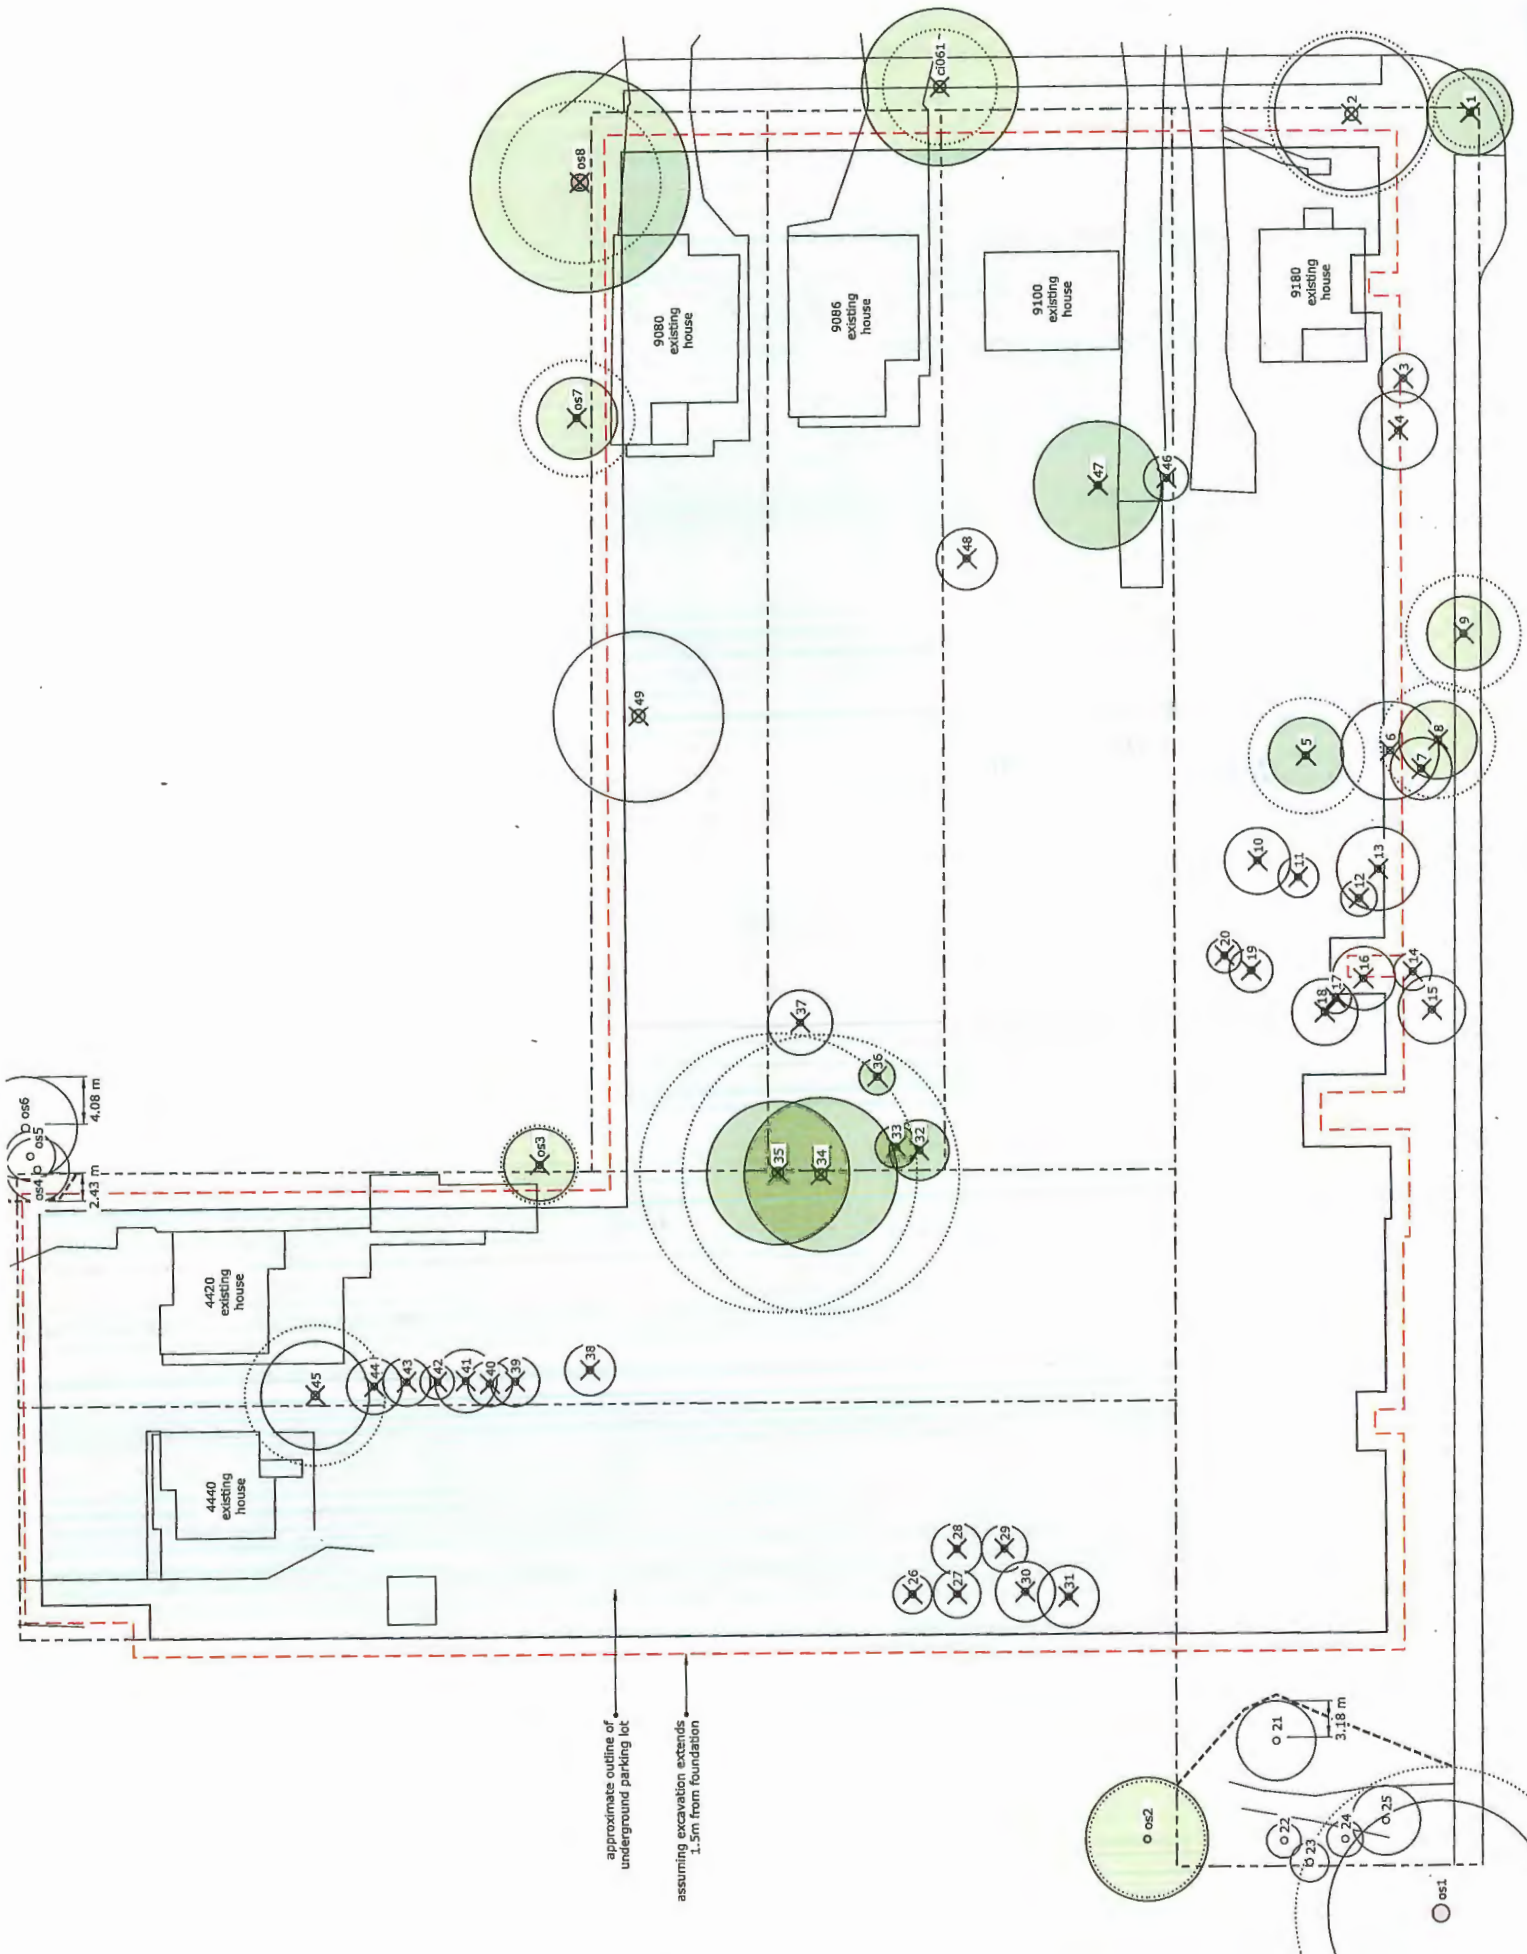 os8
ci061
2
1
9080
existing
house
9086
existing
house
9100
existing
house
9180
existing
house
os7
3
4
47
46
48
9
49
5
6
8
7
10
11
13
12
20
19
16
14
17
18
15
37
36
os6
os5
os4
4.08 m
2.43 m
os3
35
34
33
32
4420
existing
house
45
44
43
42
41
40
39
38
4440
existing
house
28
29
26
27
30
31
approximate outline of
underground parking lot
assuming excavation extends
1.5m from foundation
21
3.18 m
os2
22
23
24
25
os1